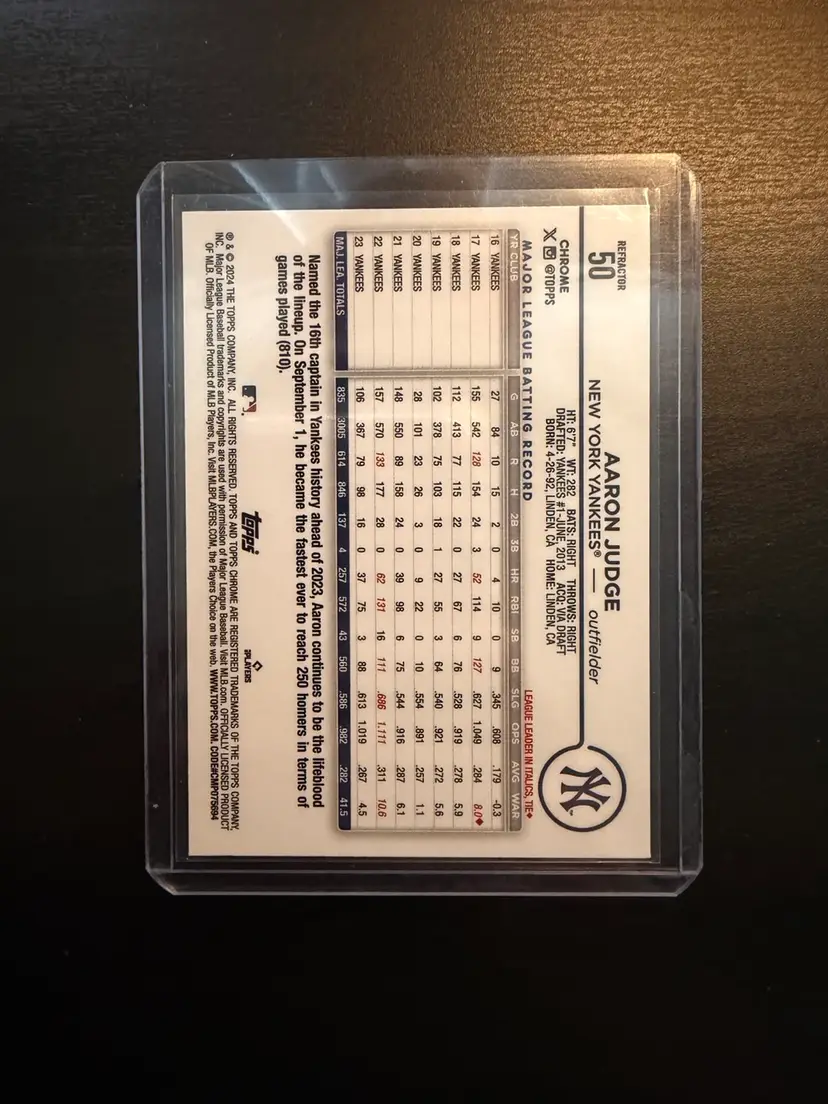 REFRACTOR
50
AARON JUDGE
NEW YORK YANKEES® — outfielder
CHROME
@TOPPS
HT: 6'7" WT: 282 BATS: RIGHT THROWS: RIGHT
DRAFTED: YANKEES #1-JUNE, 2013 ACQ: VIA DRAFT
BORN: 4-26-92, LINDEN, CA HOME: LINDEN, CA
MAJOR LEAGUE BATTING RECORD
LEAGUE LEADER IN ITALICS, TIE♦
YR CLUB G AB R H 2B 3B HR RBI SB BB SLG OPS AVG WAR
16 YANKEES 27 84 10 15 2 0 4 10 0 9 .345 .608 .179 -0.3
17 YANKEES 155 542 128 154 24 3 52 114 9 127 .627 1.049 .284 8.0♦
18 YANKEES 112 413 77 115 22 0 27 67 6 76 .528 .919 .278 5.9
19 YANKEES 102 378 75 103 18 1 27 55 3 64 .540 .921 .272 5.6
20 YANKEES 28 101 23 26 3 0 9 22 0 10 .554 .891 .257 1.1
21 YANKEES 148 550 89 158 24 0 39 98 6 75 .544 .916 .287 6.1
22 YANKEES 157 570 133 177 28 0 62 131 16 111 .686 1.111 .311 10.6
23 YANKEES 106 367 79 98 16 0 37 75 3 88 .613 1.019 .267 4.5
MAJ. LEA. TOTALS 835 3005 614 846 137 4 257 572 43 560 .586 .982 .282 41.5
Named the 16th captain in Yankees history ahead of 2023, Aaron continues to be the lifeblood
of the lineup. On September 1, he became the fastest ever to reach 250 homers in terms of
games played (810).
topps
PLAYERS
® & © 2024 THE TOPPS COMPANY, INC. ALL RIGHTS RESERVED. TOPPS AND TOPPS CHROME ARE REGISTERED TRADEMARKS OF THE TOPPS COMPANY,
INC. Major League Baseball trademarks and copyrights are used with permission of Major League Baseball. Visit MLB.com. OFFICIALLY LICENSED PRODUCT
OF MLB. Officially Licensed Product of MLB Players, Inc. Visit MLBPLAYERS.COM, the Players Choice on the web. WWW.TOPPS.COM. CODE#CMP075694